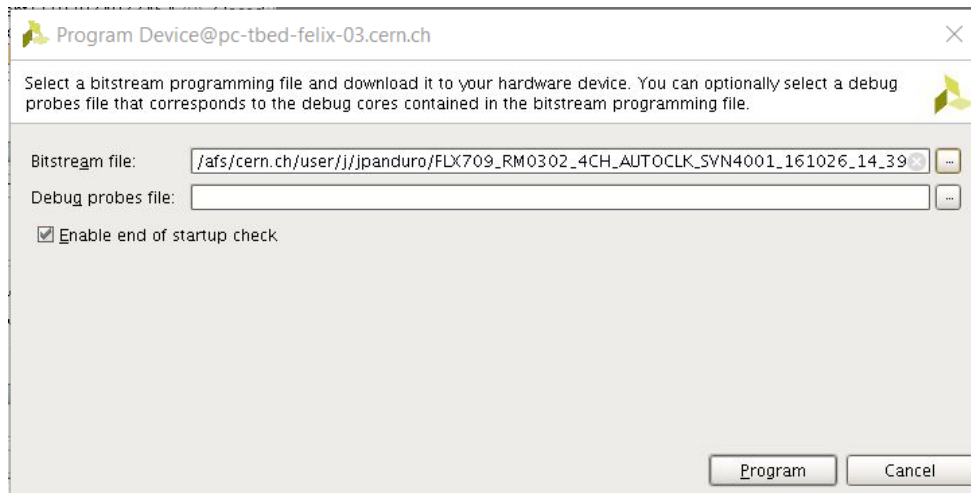 Program Device@pc-tbed-felix-03.cern.ch
Select a bitstream programming file and download it to your hardware device. You can optionally select a debug
probes file that corresponds to the debug cores contained in the bitstream programming file.
Bitstream file: /afs/cern.ch/user/j/jpanduro/FLX709_RM0302_4CH_AUTOCLK_SVN4001_161026_14_39 ...
Debug probes file: ...
Enable end of startup check
Program Cancel